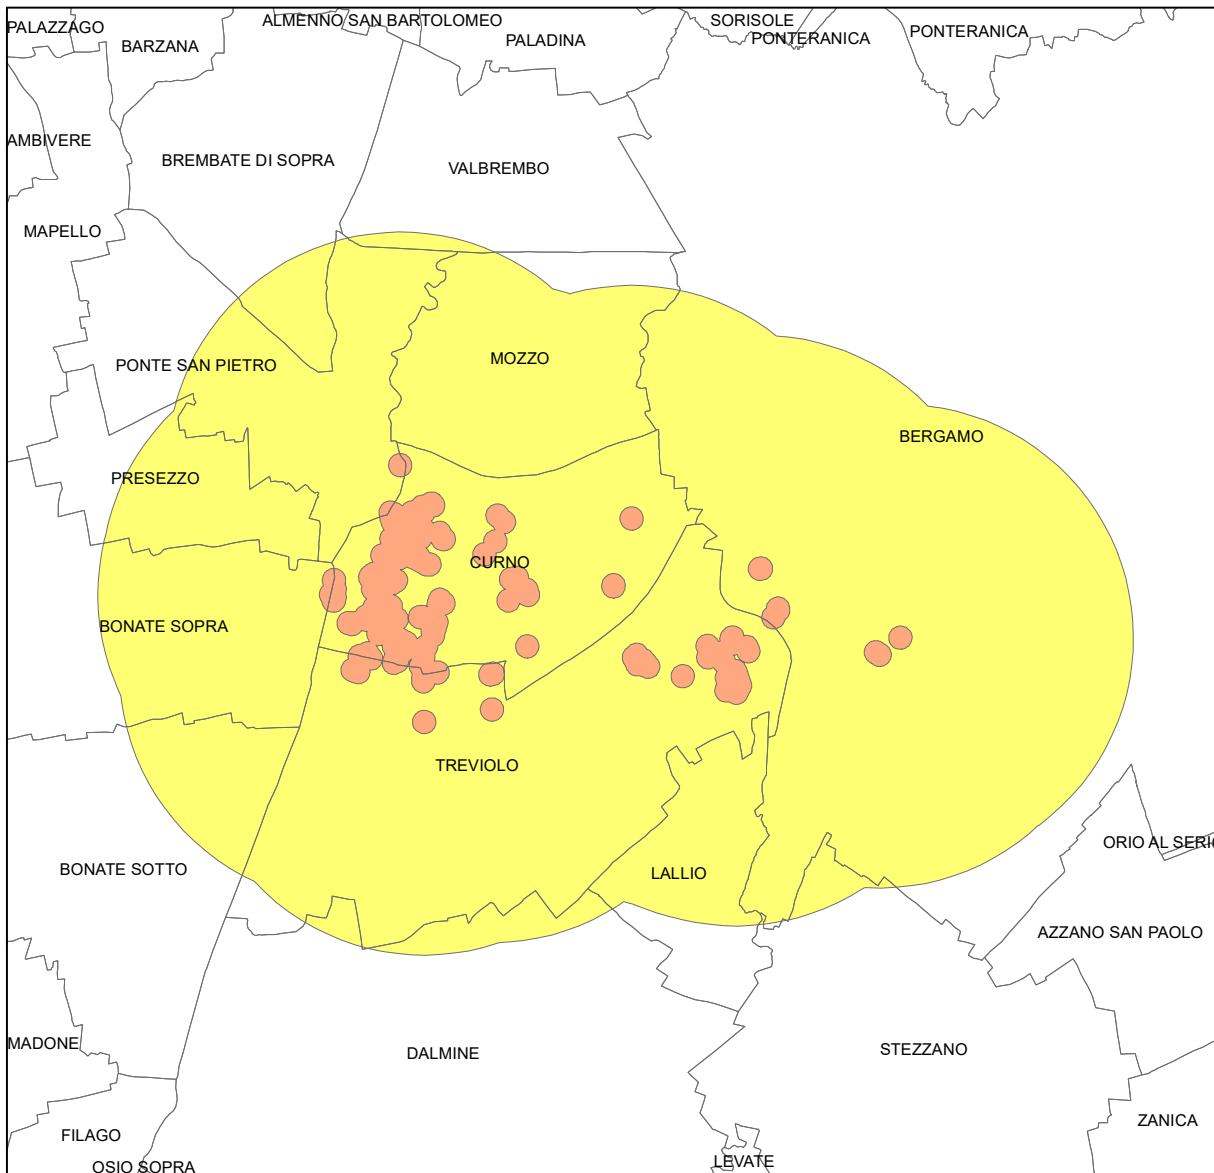 PALAZZAGO
ALMENNO SAN BARTOLOMEO
SORISOLE
PONTERANICA
BARZANA
PALADINA
PONTERANICA
AMBIVERE
BREMBATE DI SOPRA
VALBREMBO
MAPELLO
PONTE SAN PIETRO
MOZZO
BERGAMO
PRESEZZO
CURNO
BONATE SOPRA
TREVIOLO
BONATE SOTTO
LALLIO
ORIO AL SERIO
AZZANO SAN PAOLO
MADONE
DALMINE
STEZZANO
FILAGO
ZANICA
OSIO SOPRA
LEVATE